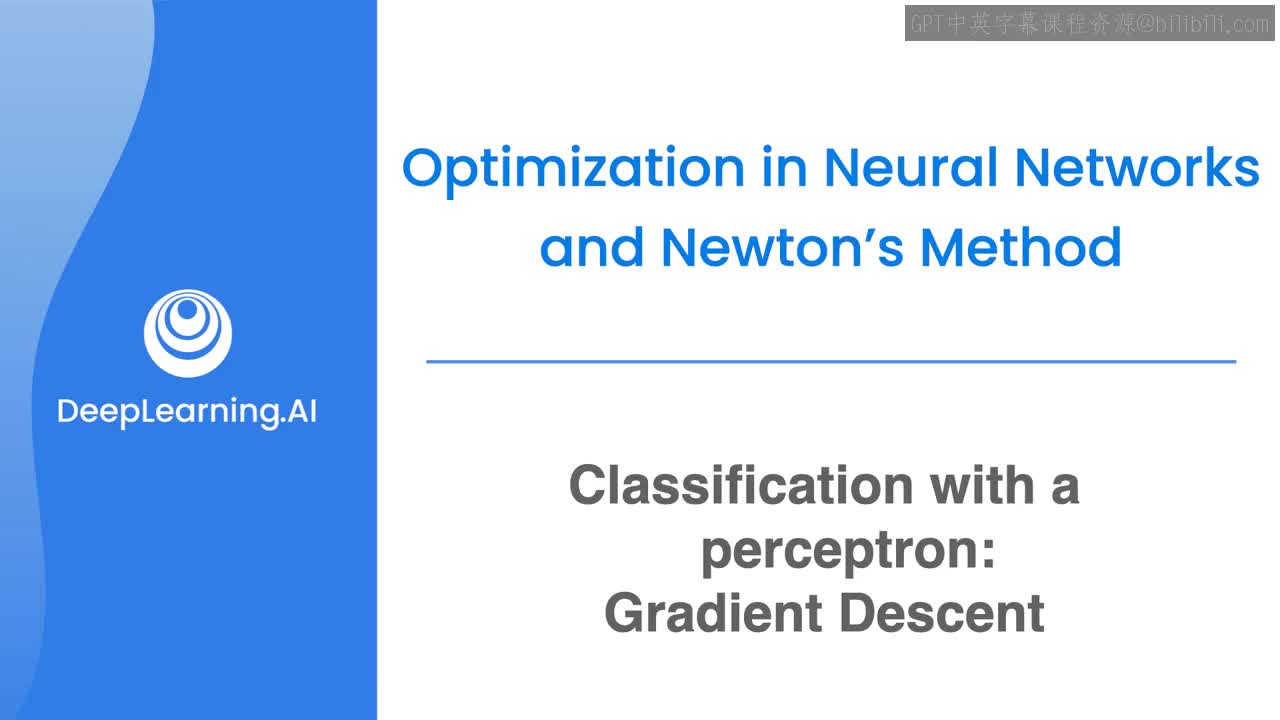 GPT中英字幕课程资源@bilibili.com
Optimization in Neural Networks
and Newton’s Method
DeepLearning.AI
Classification with a
perceptron:
Gradient Descent